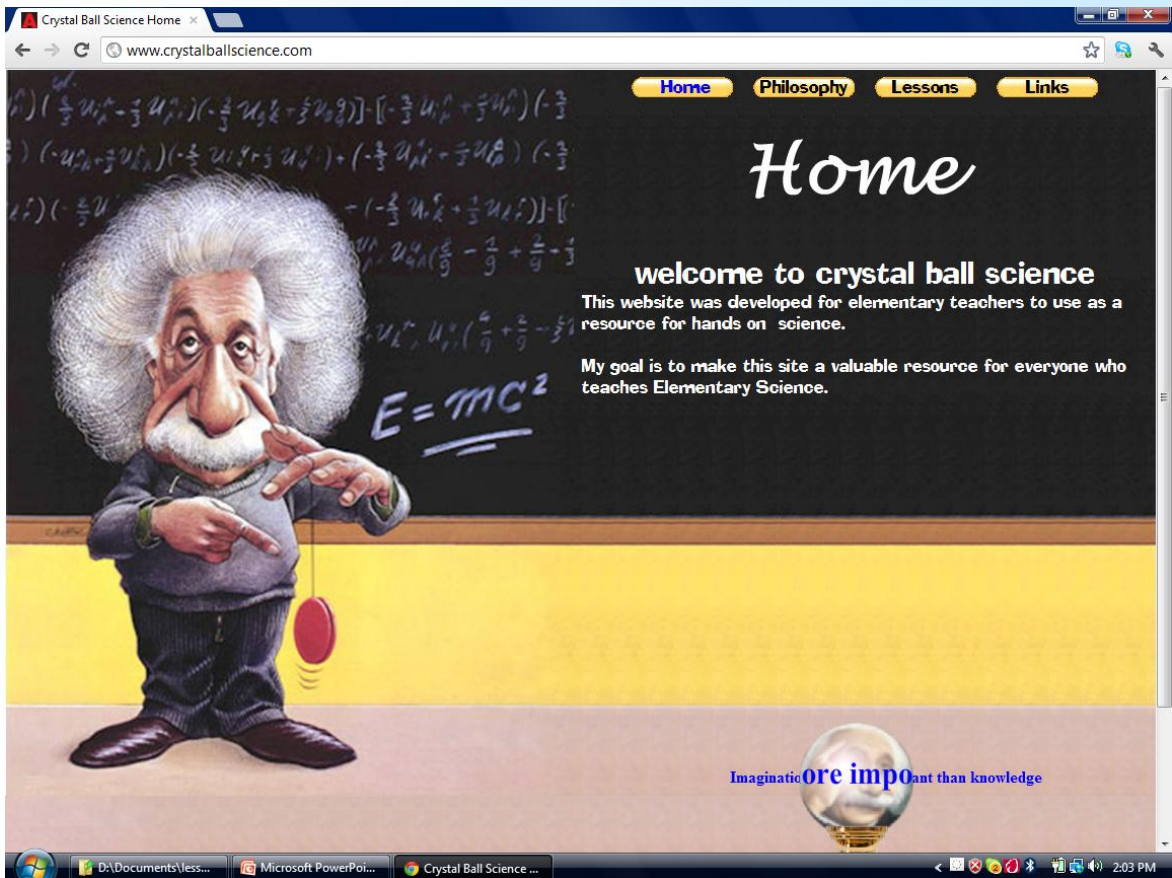 Crystal Ball Science Home
www.crystalballscience.com
Home Philosophy Lessons Links
Home
welcome to crystal ball science
This website was developed for elementary teachers to use as a
resource for hands on science.
My goal is to make this site a valuable resource for everyone who
teaches Elementary Science.
E = mc²
Imaginatio ore impo ant than knowledge
D:\Documents\less... Microsoft PowerPoi... Crystal Ball Science ... 2:03 PM